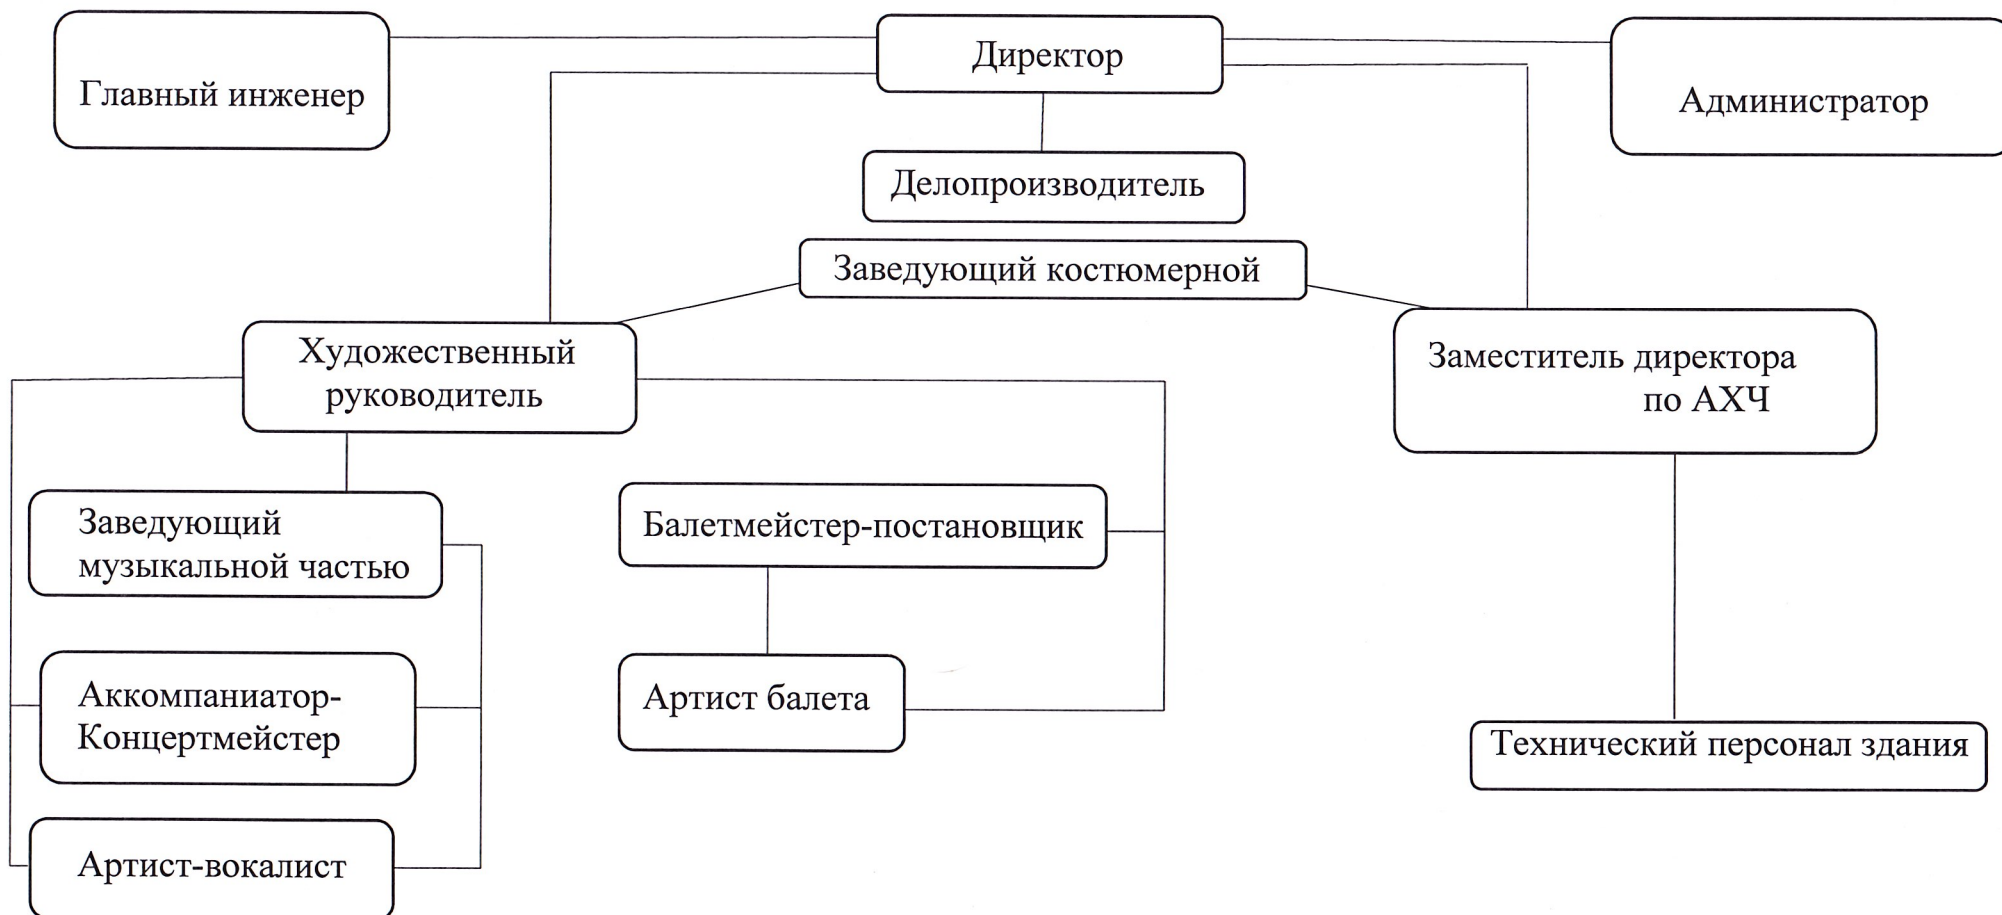 Директор
Главный инженер
Администратор
Делопроизводитель
Заведующий костюмерной
Художественный
руководитель
Заместитель директора
по АХЧ
Заведующий
музыкальной частью
Балетмейстер-постановщик
Аккомпаниатор-
Концертмейстер
Артист балета
Технический персонал здания
Артист-вокалист